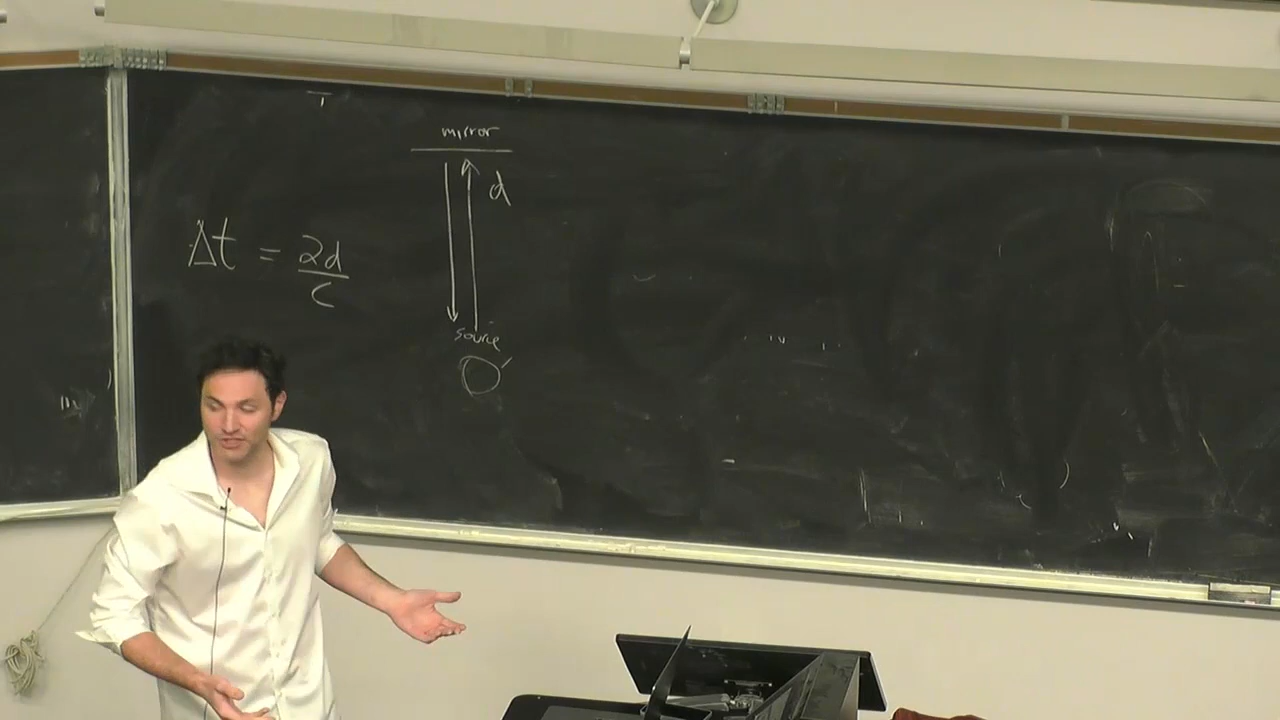 mirror
d
Δt = 2d/c
source
O′